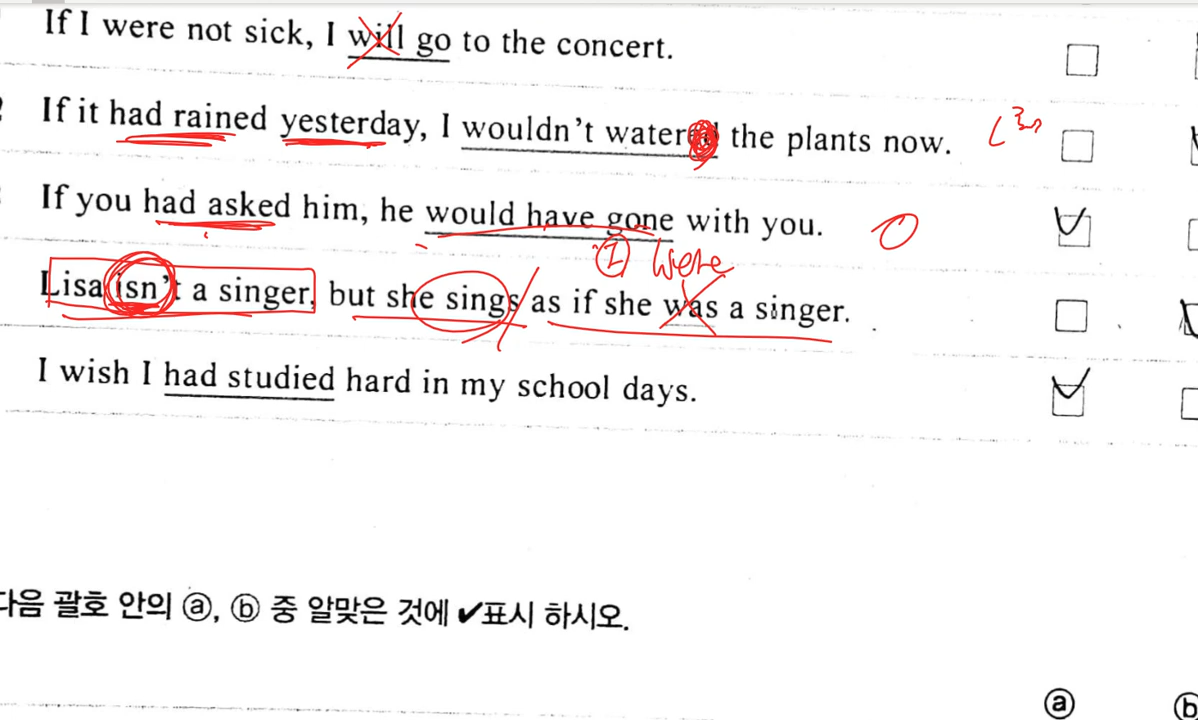 If I were not sick, I will go to the concert.
If it had rained yesterday, I wouldn't watered the plants now.
If you had asked him, he would have gone with you.
① were
Lisa isn't a singer, but she sings as if she was a singer.
I wish I had studied hard in my school days.
다음 괄호 안의 ⓐ, ⓑ 중 알맞은 것에 ✔표시 하시오.
ⓐ ⓑ